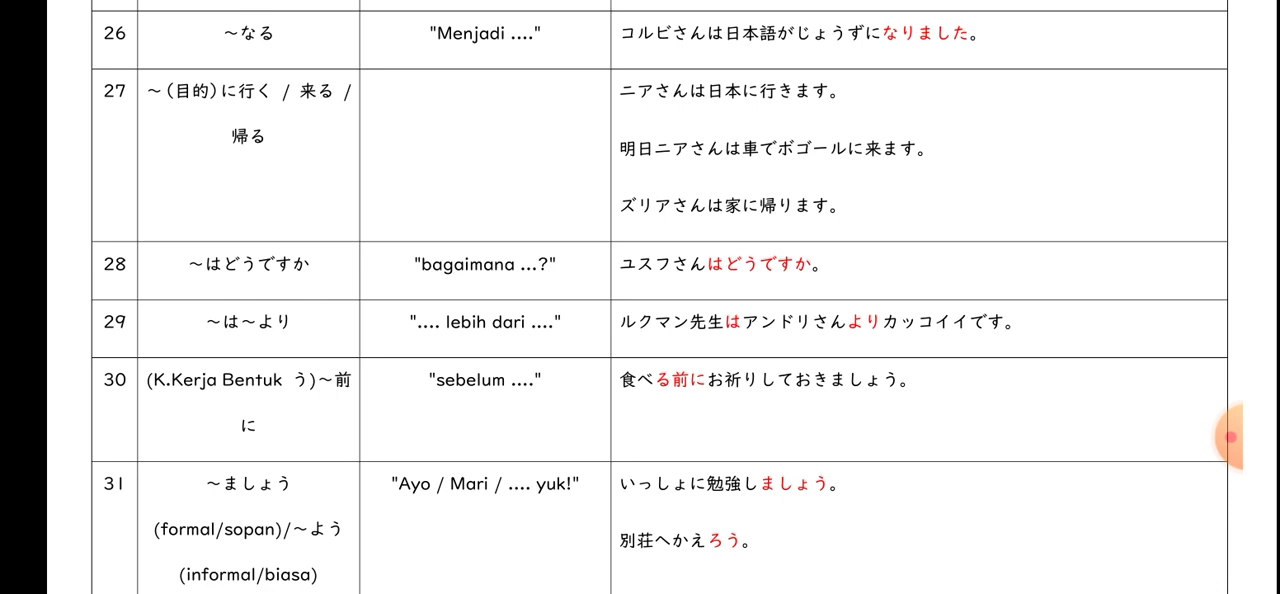 26 ～なる "Menjadi ...." コルビさんは日本語がじょうずになりました。
27 ～(目的)に行く / 来る / ニアさんは日本に行きます。
帰る
明日ニアさんは車でボゴールに来ます。
ズリアさんは家に帰ります。
28 ～はどうですか "bagaimana ...?" ユスフさんはどうですか。
29 ～は～より ".... lebih dari ...." ルクマン先生はアンドリさんよりカッコイイです。
30 (K.Kerja Bentuk う)～前 "sebelum ...." 食べる前にお祈りしておきましょう。
に
31 ～ましょう "Ayo / Mari / .... yuk!" いっしょに勉強しましょう。
(formal/sopan)/～よう
別荘へかえろう。
(informal/biasa)